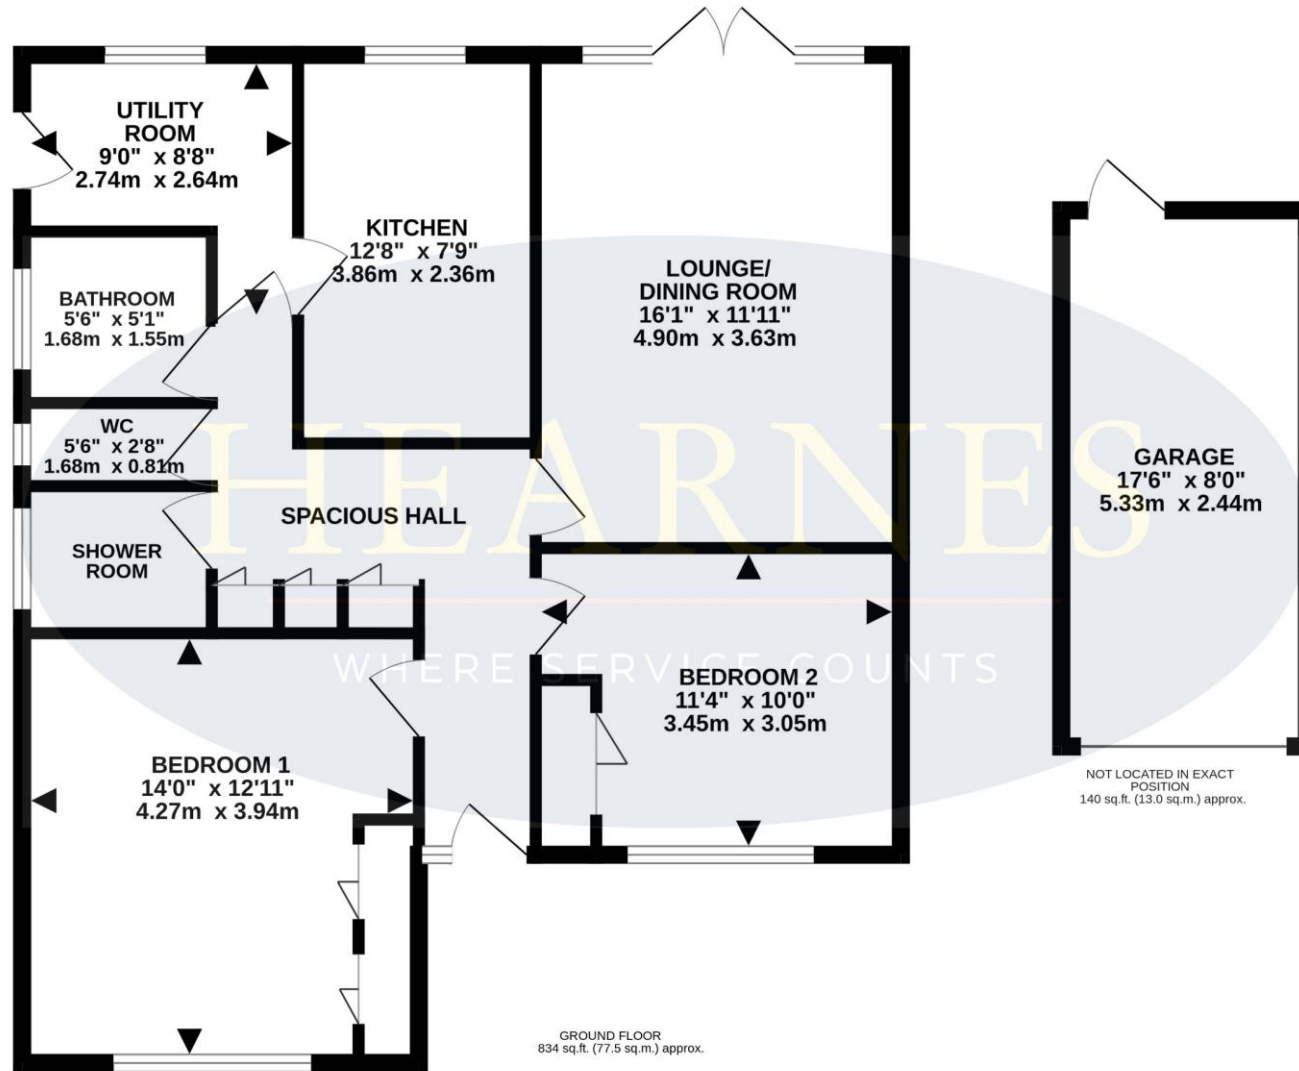 UTILITY
ROOM
9'0" x 8'8"
2.74m x 2.64m
KITCHEN
12'8" x 7'9"
3.86m x 2.36m
LOUNGE/
DINING ROOM
16'1" x 11'11"
4.90m x 3.63m
BATHROOM
5'6" x 5'1"
1.68m x 1.55m
WC
5'6" x 2'8"
1.68m x 0.81m
SHOWER
ROOM
SPACIOUS HALL
HEARNES
WHERE SERVICE COUNTS
GARAGE
17'6" x 8'0"
5.33m x 2.44m
BEDROOM 2
11'4" x 10'0"
3.45m x 3.05m
BEDROOM 1
14'0" x 12'11"
4.27m x 3.94m
NOT LOCATED IN EXACT
POSITION
140 sq.ft. (13.0 sq.m.) approx.
GROUND FLOOR
834 sq.ft. (77.5 sq.m.) approx.